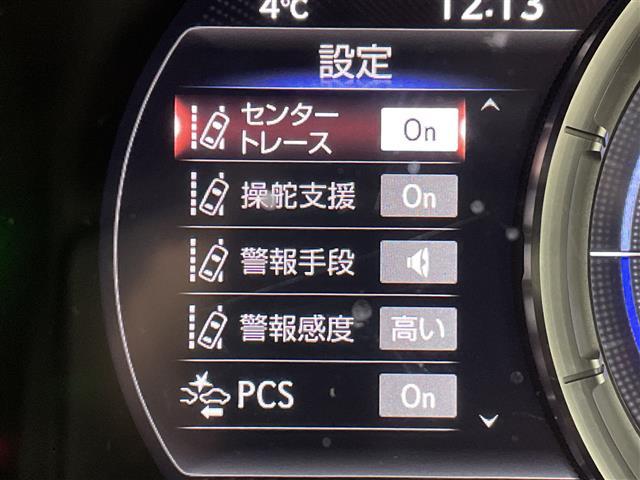 4℃ 12:13
設定
センター
トレース On
操舵支援 On
警報手段
警報感度 高い
PCS On